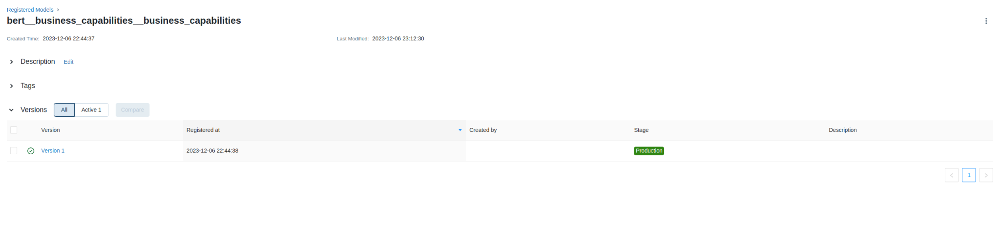 Registered Models ›
bert__business_capabilities__business_capabilities
Created Time: 2023-12-06 22:44:37 Last Modified: 2023-12-06 23:12:30
Description Edit
Tags
Versions All Active 1 Compare
Version Registered at Created by Stage Description
Version 1 2023-12-06 22:44:38 Production
1